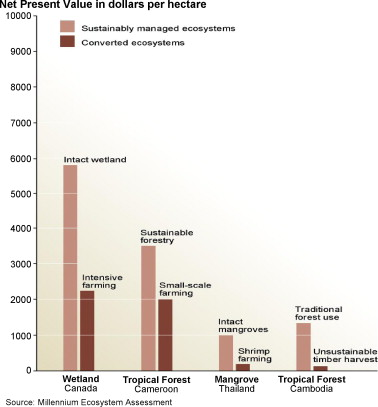 Net Present Value in dollars per hectare
10000
9000
8000
7000
6000
5000
4000
3000
2000
1000
0
Sustainably managed ecosystems
Converted ecosystems
Intact wetland
Intensive
farming
Sustainable
forestry
Small-scale
farming
Intact
mangroves
Shrimp
farming
Traditional
forest use
Unsustainable
timber harvest
Wetland
Canada
Tropical Forest
Cameroon
Mangrove
Thailand
Tropical Forest
Cambodia
Source: Millennium Ecosystem Assessment